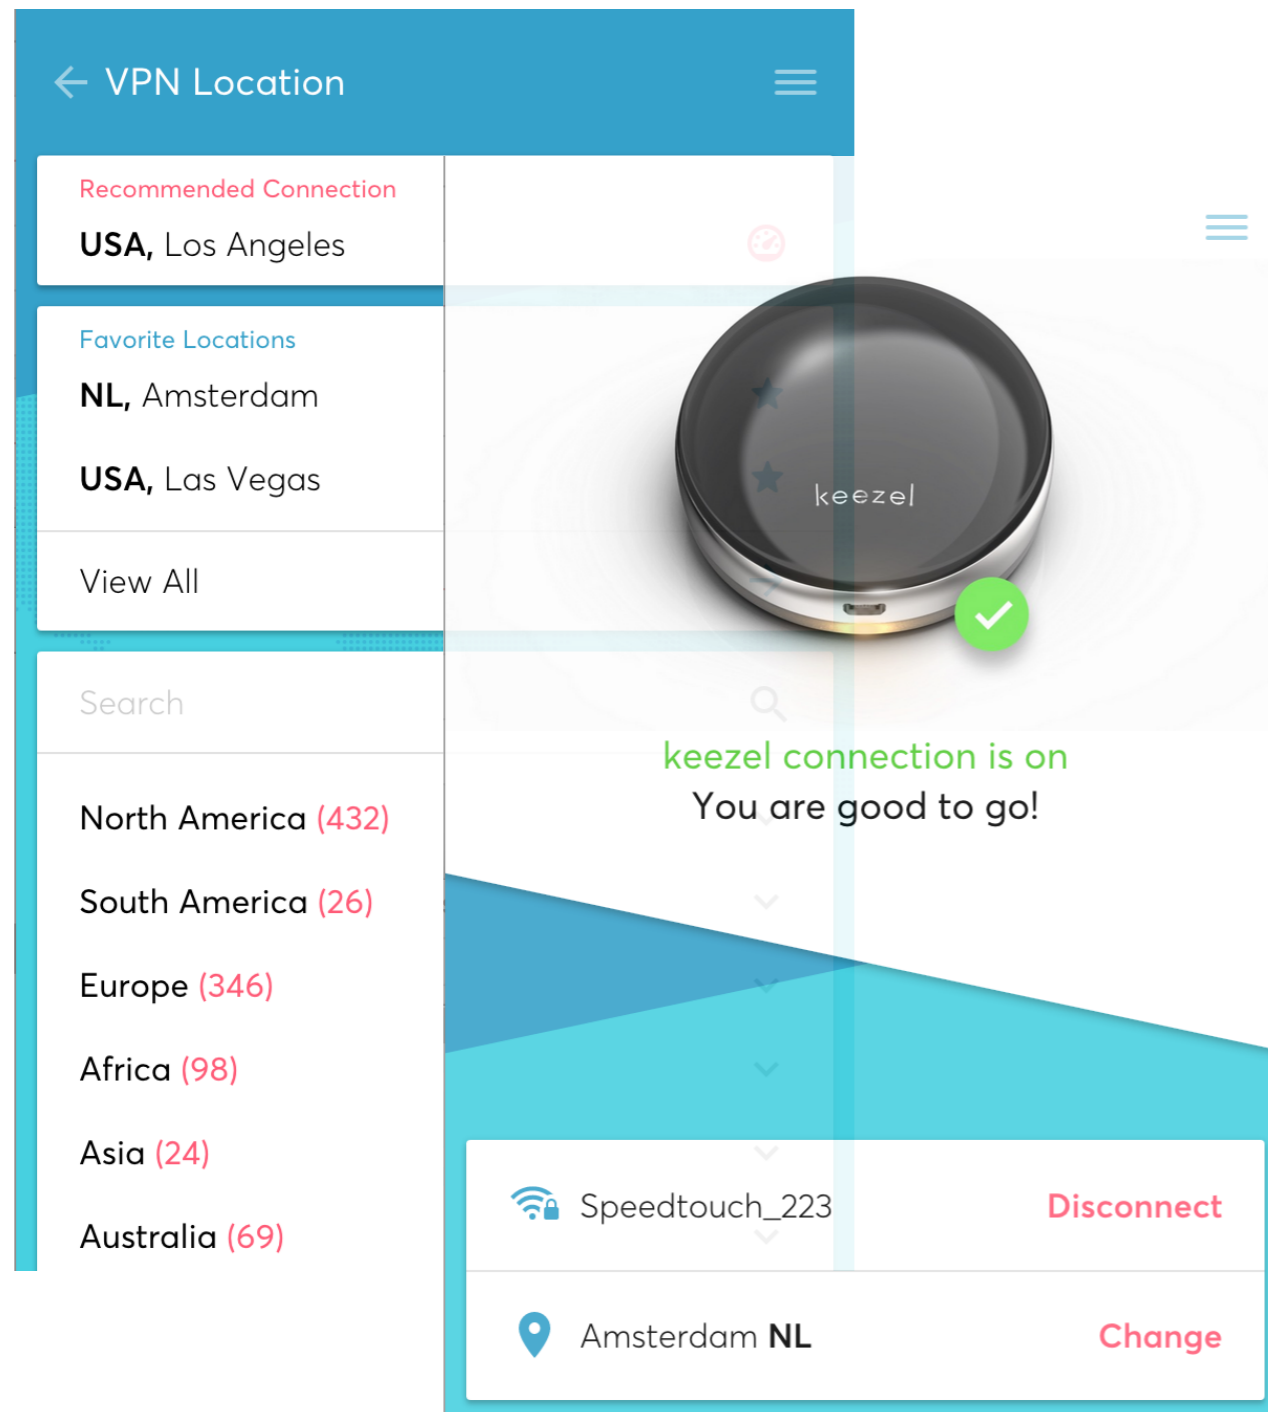 VPN Location
Recommended Connection
USA, Los Angeles
Favorite Locations
NL, Amsterdam
USA, Las Vegas
View All
Search
North America (432)
South America (26)
Europe (346)
Africa (98)
Asia (24)
Australia (69)
keezel
keezel connection is on
You are good to go!
Speedtouch_223 Disconnect
Amsterdam NL Change